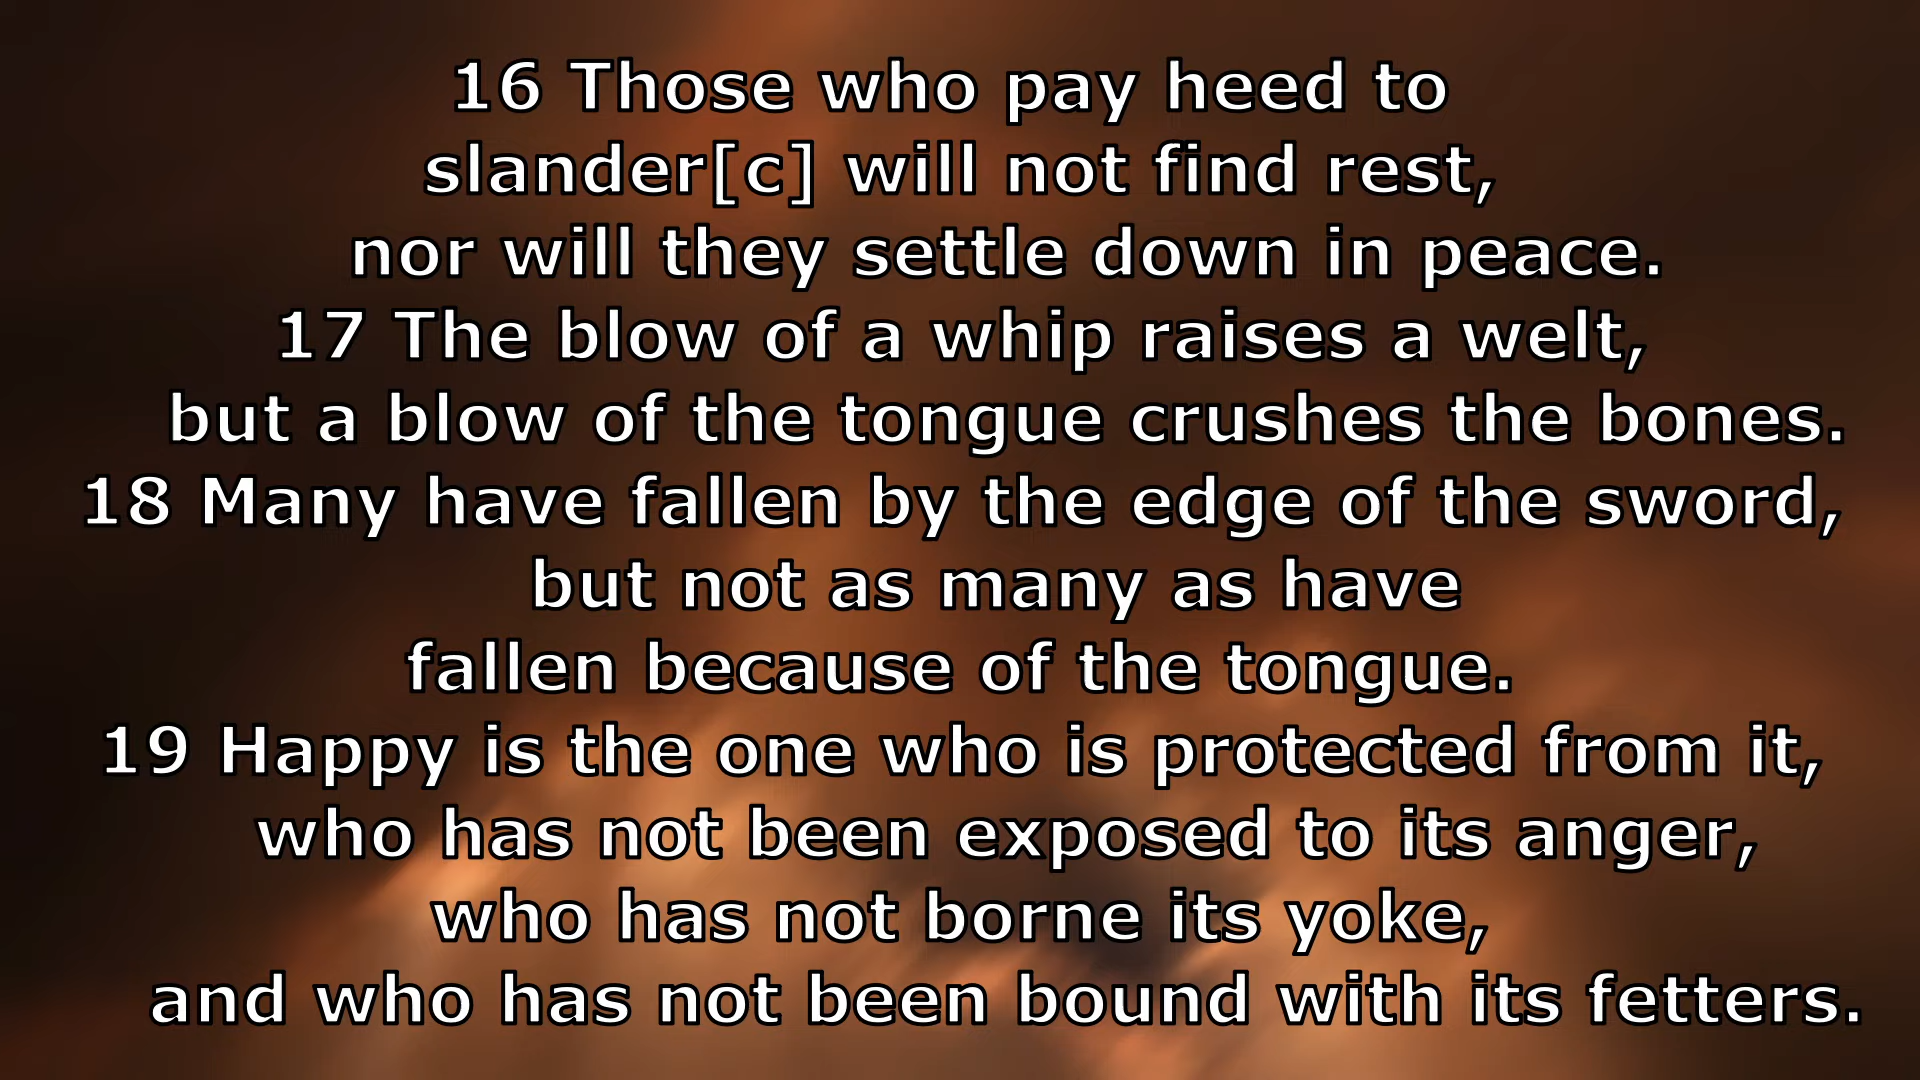 16 Those who pay heed to
slander[c] will not find rest,
nor will they settle down in peace.
17 The blow of a whip raises a welt,
but a blow of the tongue crushes the bones.
18 Many have fallen by the edge of the sword,
but not as many as have
fallen because of the tongue.
19 Happy is the one who is protected from it,
who has not been exposed to its anger,
who has not borne its yoke,
and who has not been bound with its fetters.